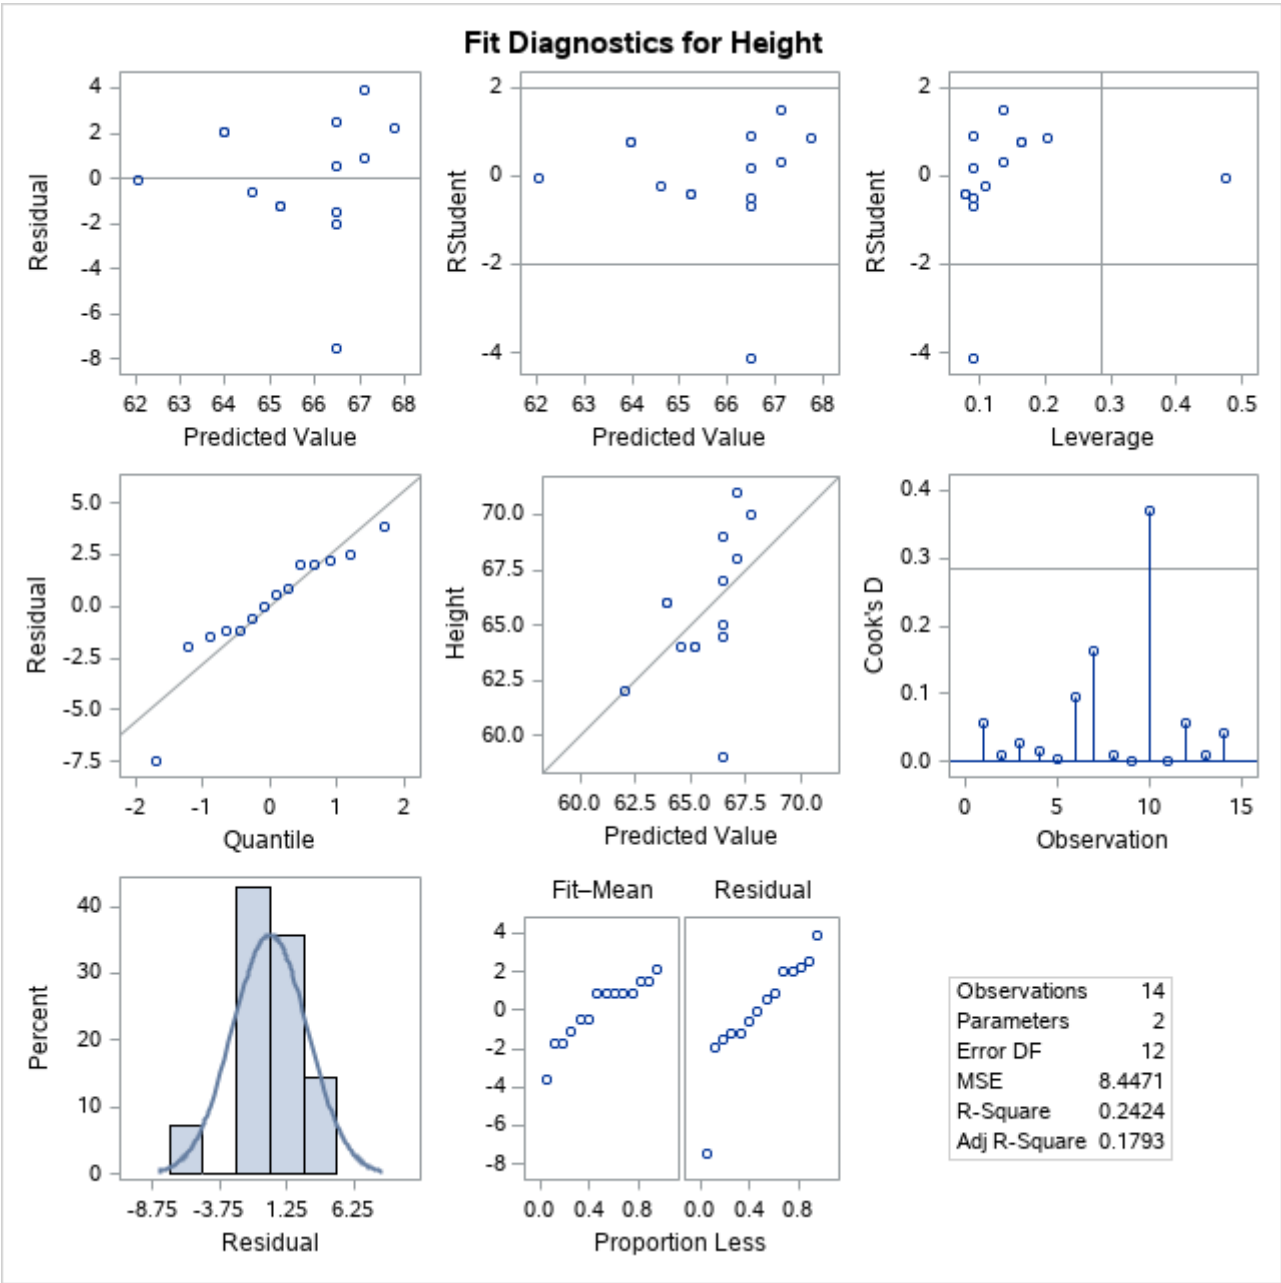 Fit Diagnostics for Height
4
2
0
-2
-4
-6
-8
Residual
62 63 64 65 66 67 68
Predicted Value
2
0
-2
-4
RStudent
62 63 64 65 66 67 68
Predicted Value
2
0
-2
-4
RStudent
0.1 0.2 0.3 0.4 0.5
Leverage
5.0
2.5
0.0
-2.5
-5.0
-7.5
Residual
-2 -1 0 1 2
Quantile
70.0
67.5
65.0
62.5
60.0
Height
60.0 62.5 65.0 67.5 70.0
Predicted Value
0.4
0.3
0.2
0.1
0.0
Cook's D
0 5 10 15
Observation
40
30
20
10
0
Percent
-8.75 -3.75 1.25 6.25
Residual
Fit–Mean Residual
4
2
0
-2
-4
-6
-8
0.0 0.4 0.8 0.0 0.4 0.8
Proportion Less
Observations 14
Parameters 2
Error DF 12
MSE 8.4471
R-Square 0.2424
Adj R-Square 0.1793